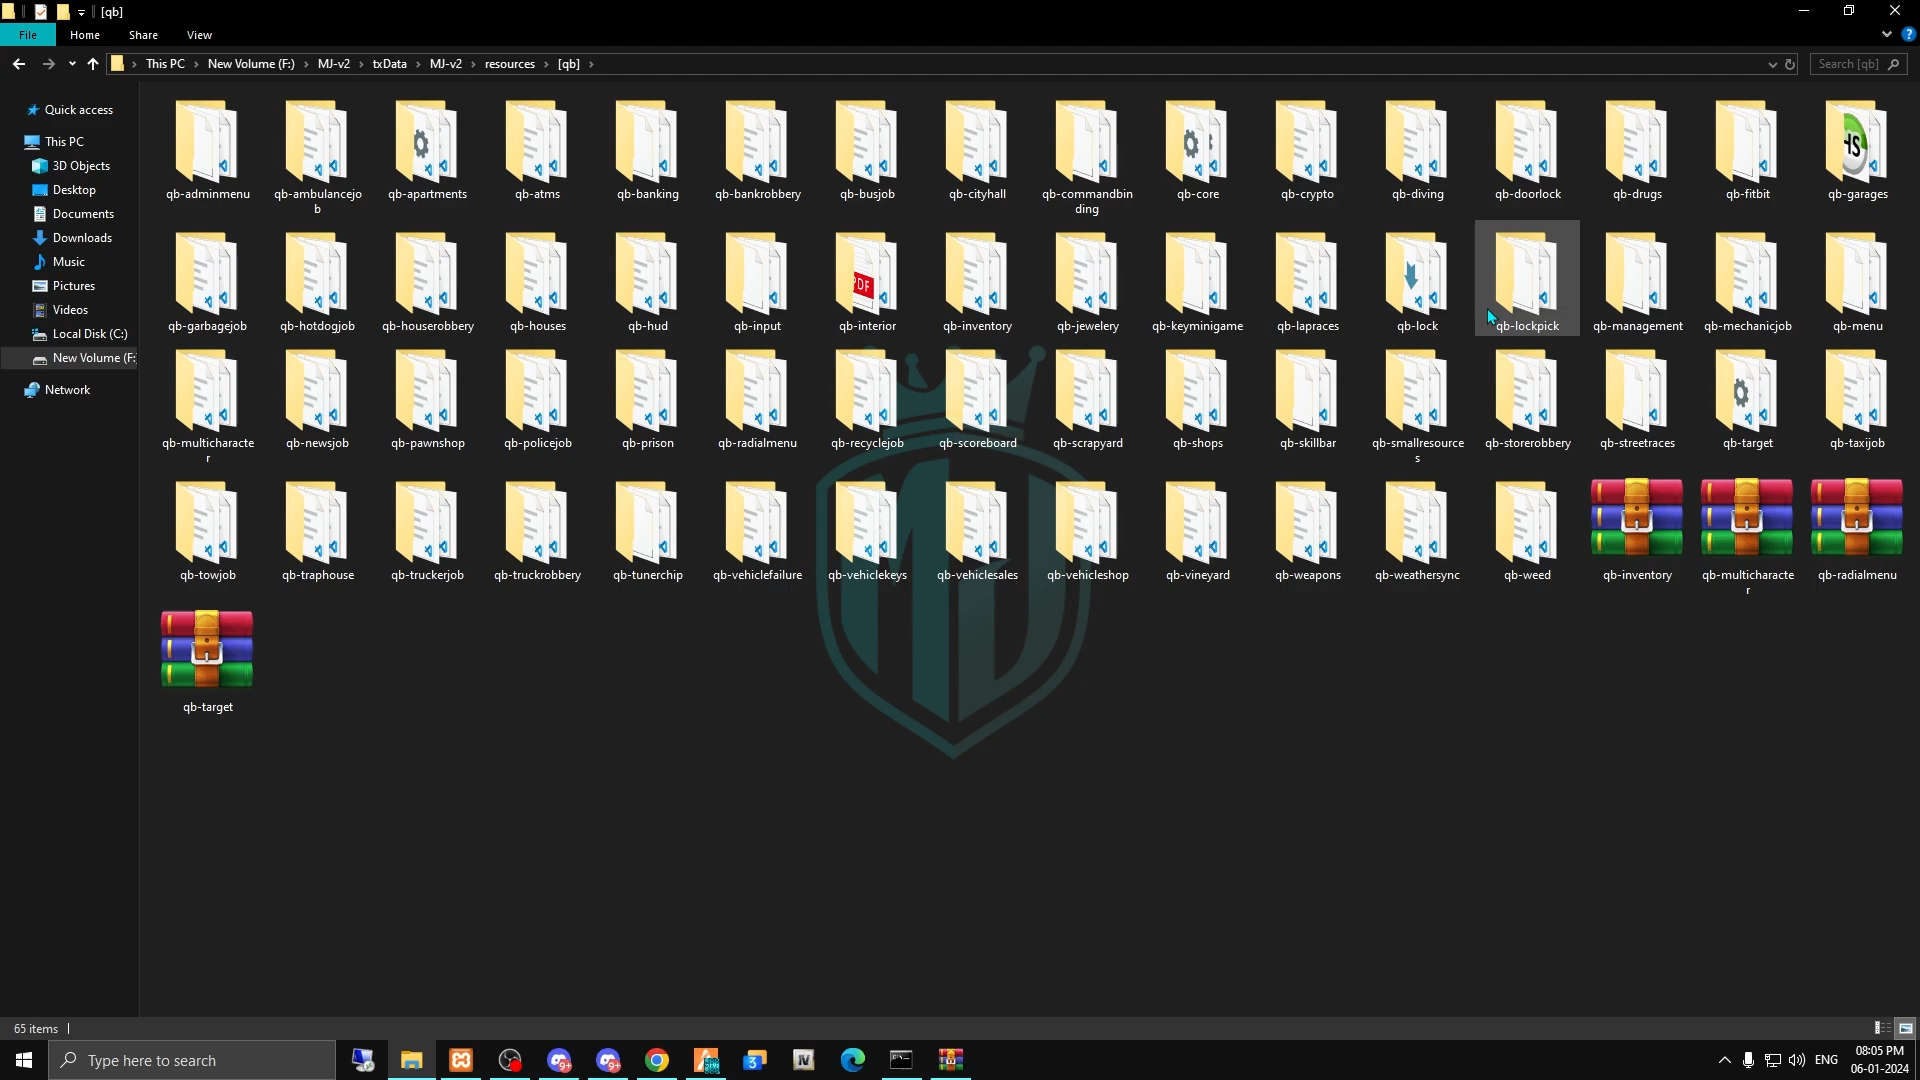 [qb]
File Home Share View
This PC New Volume (F:) MJ-v2 txData MJ-v2 resources [qb]
Search [qb]
Quick access
This PC
3D Objects
Desktop
Documents
Downloads
Music
Pictures
Videos
Local Disk (C:)
New Volume (F:
Network
qb-adminmenu qb-ambulancejo qb-apartments qb-atms qb-banking qb-bankrobbery qb-busjob qb-cityhall qb-commandbin qb-core qb-crypto qb-diving qb-doorlock qb-drugs qb-fitbit qb-garages
b ding
qb-garbagejob qb-hotdogjob qb-houserobbery qb-houses qb-hud qb-input qb-interior qb-inventory qb-jewelery qb-keyminigame qb-lapraces qb-lock qb-lockpick qb-management qb-mechanicjob qb-menu
qb-multicharacte qb-newsjob qb-pawnshop qb-policejob qb-prison qb-radialmenu qb-recyclejob qb-scoreboard qb-scrapyard qb-shops qb-skillbar qb-smallresource qb-storerobbery qb-streetraces qb-target qb-taxijob
r s
qb-towjob qb-traphouse qb-truckerjob qb-truckrobbery qb-tunerchip qb-vehiclefailure qb-vehiclekeys qb-vehiclesales qb-vehicleshop qb-vineyard qb-weapons qb-weathersync qb-weed qb-inventory qb-multicharacte qb-radialmenu
r
qb-target
65 items
Type here to search
ENG
08:05 PM
06-01-2024